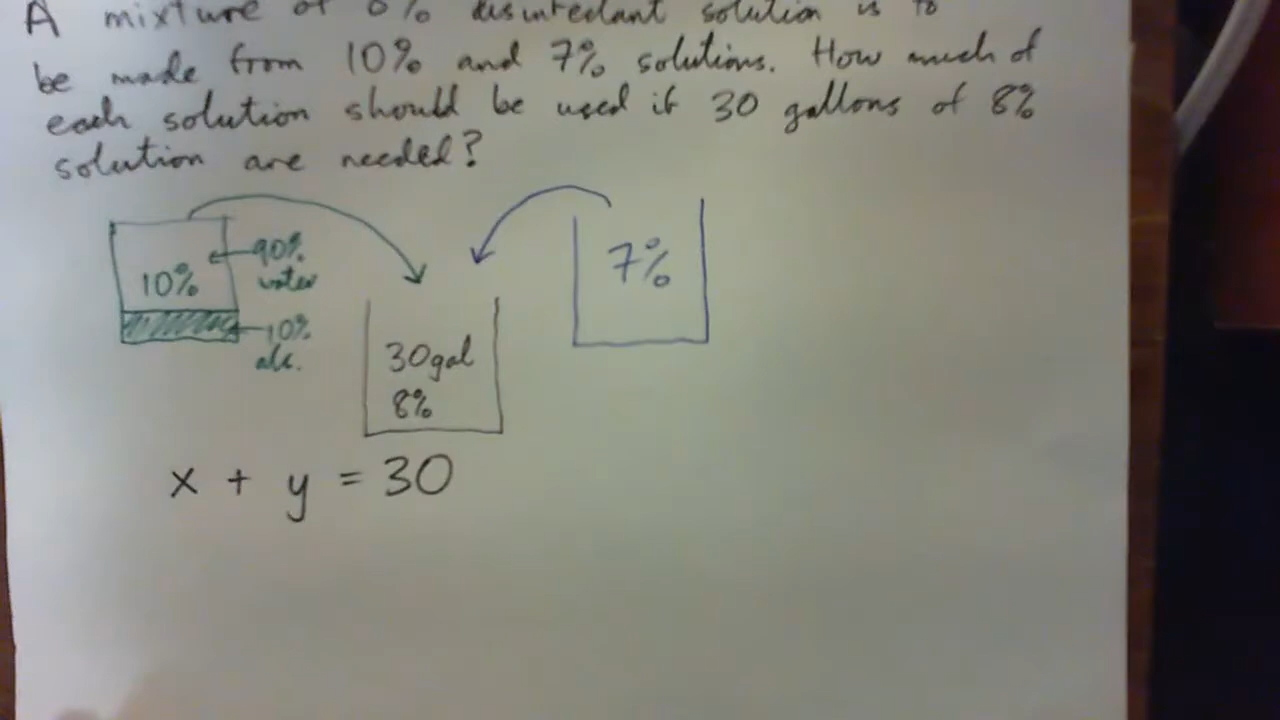 A mixture of 8% disinfectant solution is to
be made from 10% and 7% solutions. How much of
each solution should be used if 30 gallons of 8%
solution are needed?
90%
water
10%
7%
10%
alc.
30gal
8%
x + y = 30